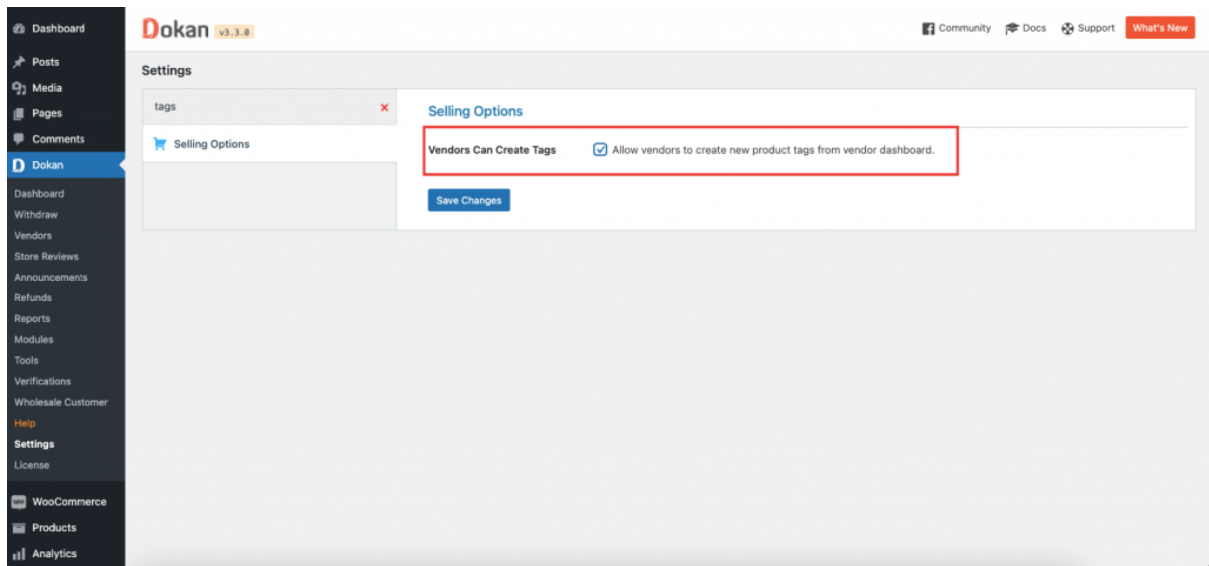 Dashboard
Posts
Media
Pages
Comments
Dokan
Dashboard
Withdraw
Vendors
Store Reviews
Announcements
Refunds
Reports
Modules
Tools
Verifications
Wholesale Customer
Help
Settings
License
WooCommerce
Products
Analytics
Dokan v3.3.0
Community Docs Support What's New
Settings
tags
Selling Options
Selling Options
Vendors Can Create Tags Allow vendors to create new product tags from vendor dashboard.
Save Changes